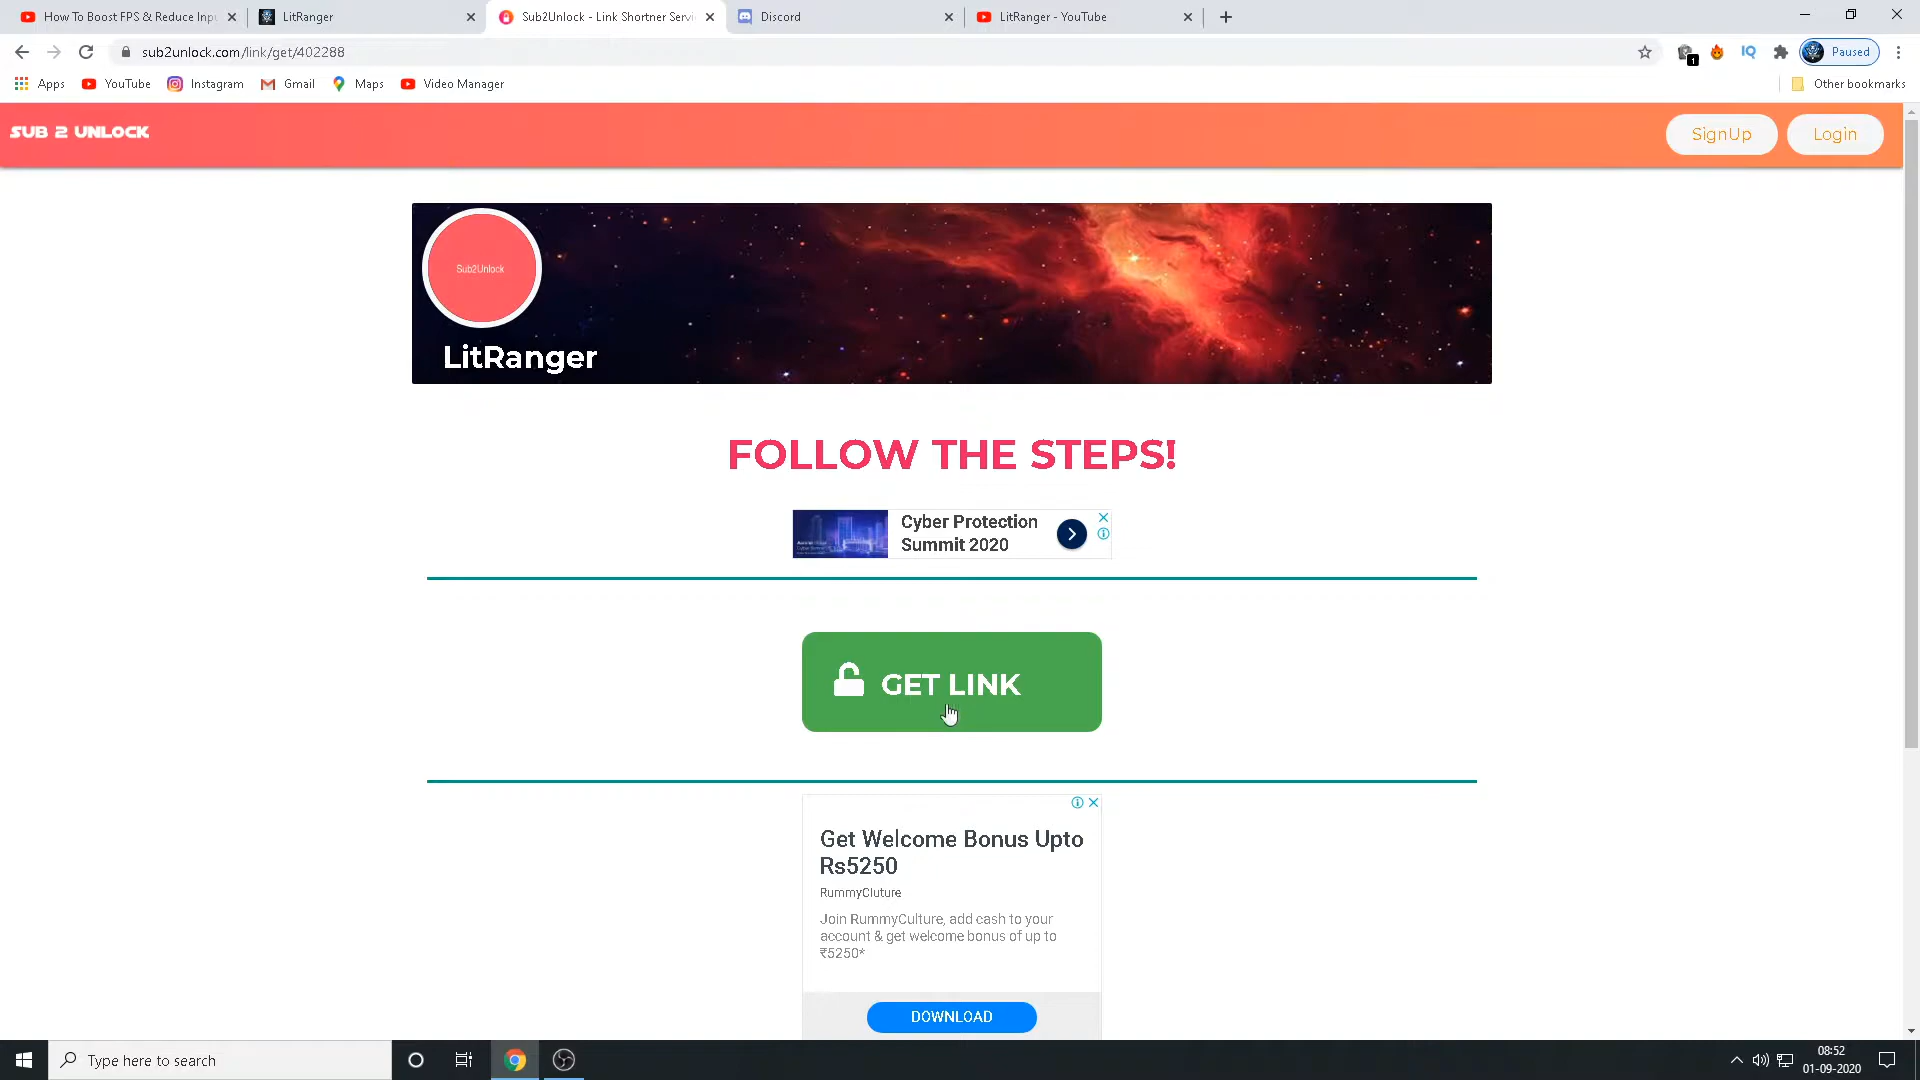 How To Boost FPS & Reduce Inpu
LitRanger
Sub2Unlock - Link Shortner Servi
Discord
LitRanger - YouTube
sub2unlock.com/link/get/402288
1
IQ
Paused
Apps
YouTube
Instagram
Gmail
Maps
Video Manager
Other bookmarks
SUB 2 UNLOCK
SignUp
Login
Sub2Unlock
LitRanger
FOLLOW THE STEPS!
Cyber Protection
Summit 2020
GET LINK
Get Welcome Bonus Upto
Rs5250
RummyCluture
Join RummyCulture, add cash to your
account & get welcome bonus of up to
₹5250*
DOWNLOAD
Type here to search
08:52
01-09-2020